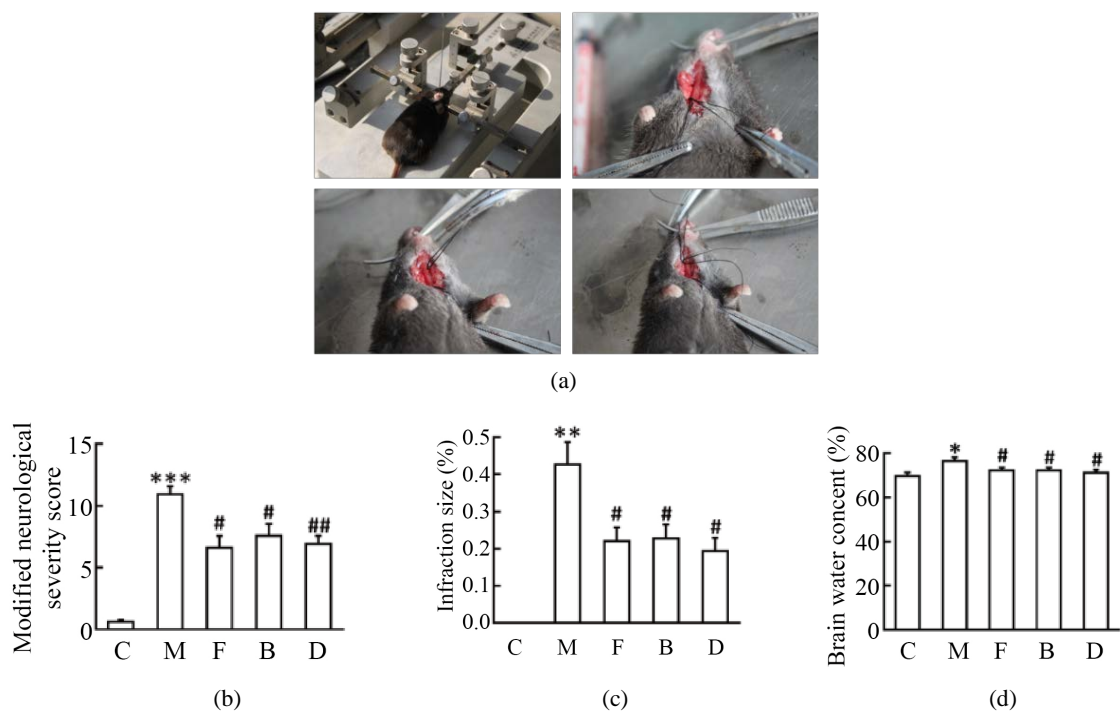 (a)
Modified neurological
severity score
15
10
5
0
***
#
#
##
C M F B D
(b)
Infraction size (%)
0.5
0.4
0.3
0.2
0.1
0.0
**
#
#
#
C M F B D
(c)
Brain water concent (%)
80
60
40
20
0
*
#
#
#
C M F B D
(d)